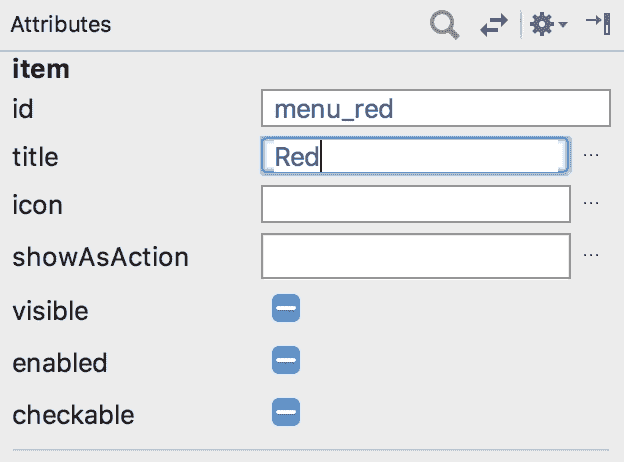 Attributes
item
id menu_red
title Red ...
icon ...
showAsAction ...
visible
enabled
checkable